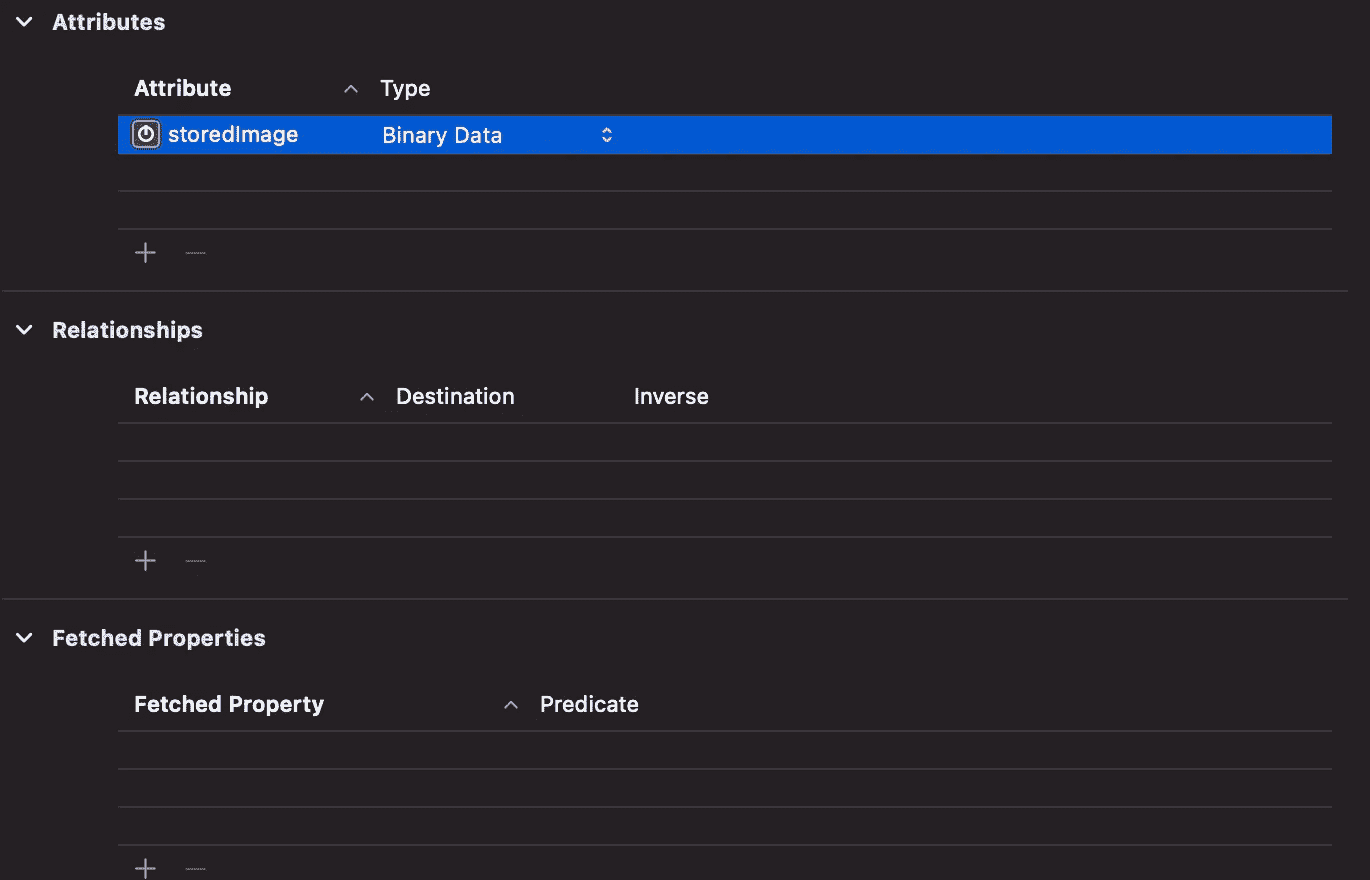 Attributes
Attribute Type
storedImage Binary Data
Relationships
Relationship Destination Inverse
Fetched Properties
Fetched Property Predicate